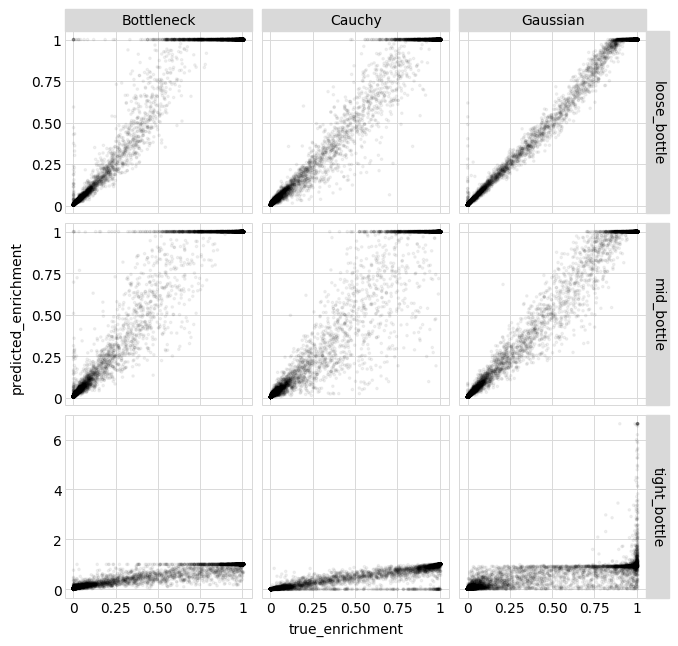 Bottleneck Cauchy Gaussian
1
0.75
0.50
0.25
0
loose_bottle
1
0.75
0.50
0.25
0
mid_bottle
predicted_enrichment
6
4
2
0
tight_bottle
0 0.25 0.50 0.75 1 0 0.25 0.50 0.75 1 0 0.25 0.50 0.75 1
true_enrichment